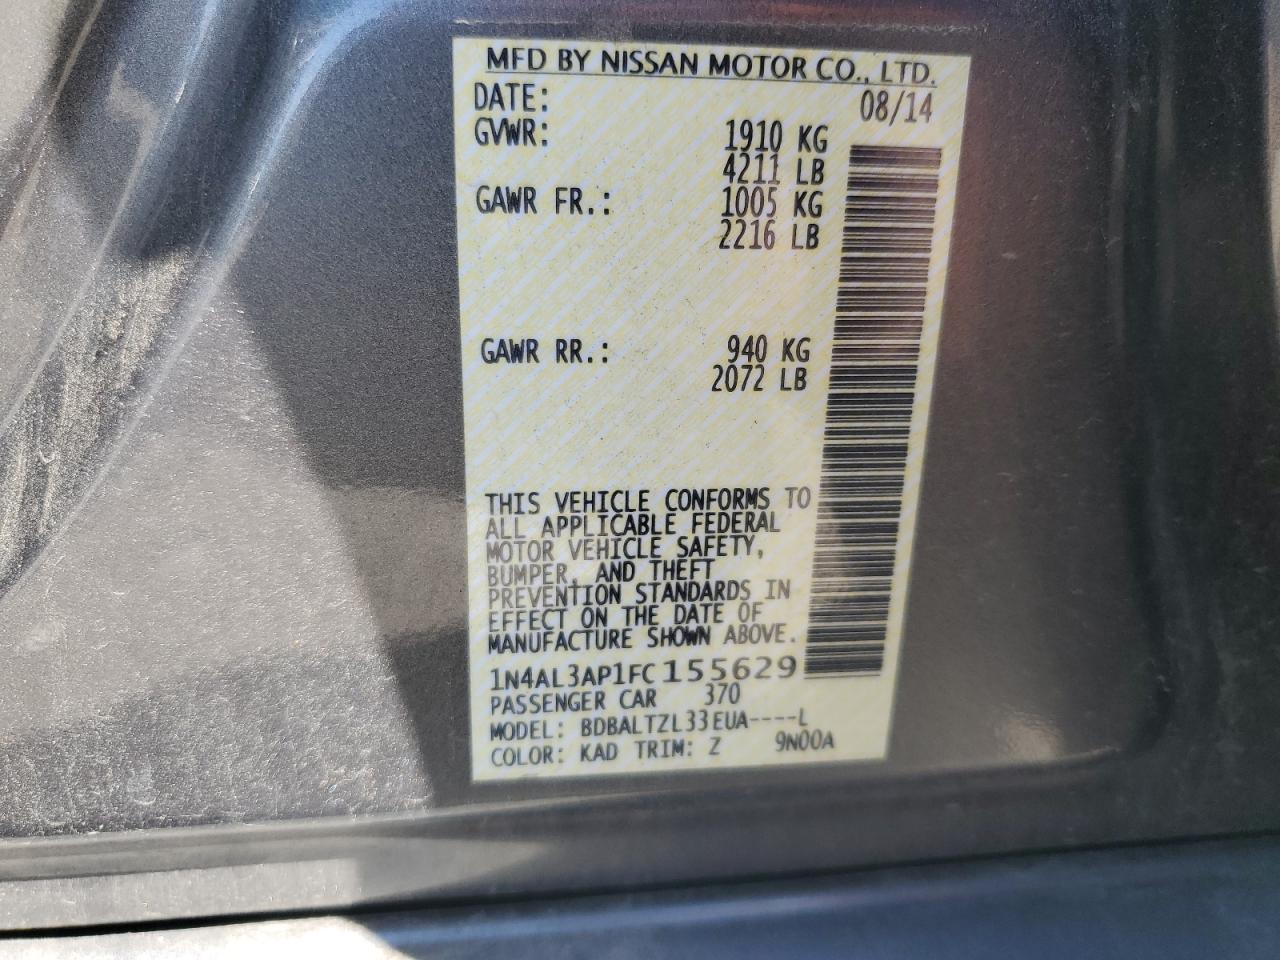 MFD BY NISSAN MOTOR CO., LTD.
DATE: 08/14
GVWR: 1910 KG
4211 LB
GAWR FR.: 1005 KG
2216 LB
GAWR RR.: 940 KG
2072 LB
THIS VEHICLE CONFORMS TO
ALL APPLICABLE FEDERAL
MOTOR VEHICLE SAFETY,
BUMPER, AND THEFT
PREVENTION STANDARDS IN
EFFECT ON THE DATE OF
MANUFACTURE SHOWN ABOVE.
1N4AL3AP1FC155629
PASSENGER CAR 370
MODEL: BDBALTZL33EUA----L
COLOR: KAD TRIM: Z 9N00A